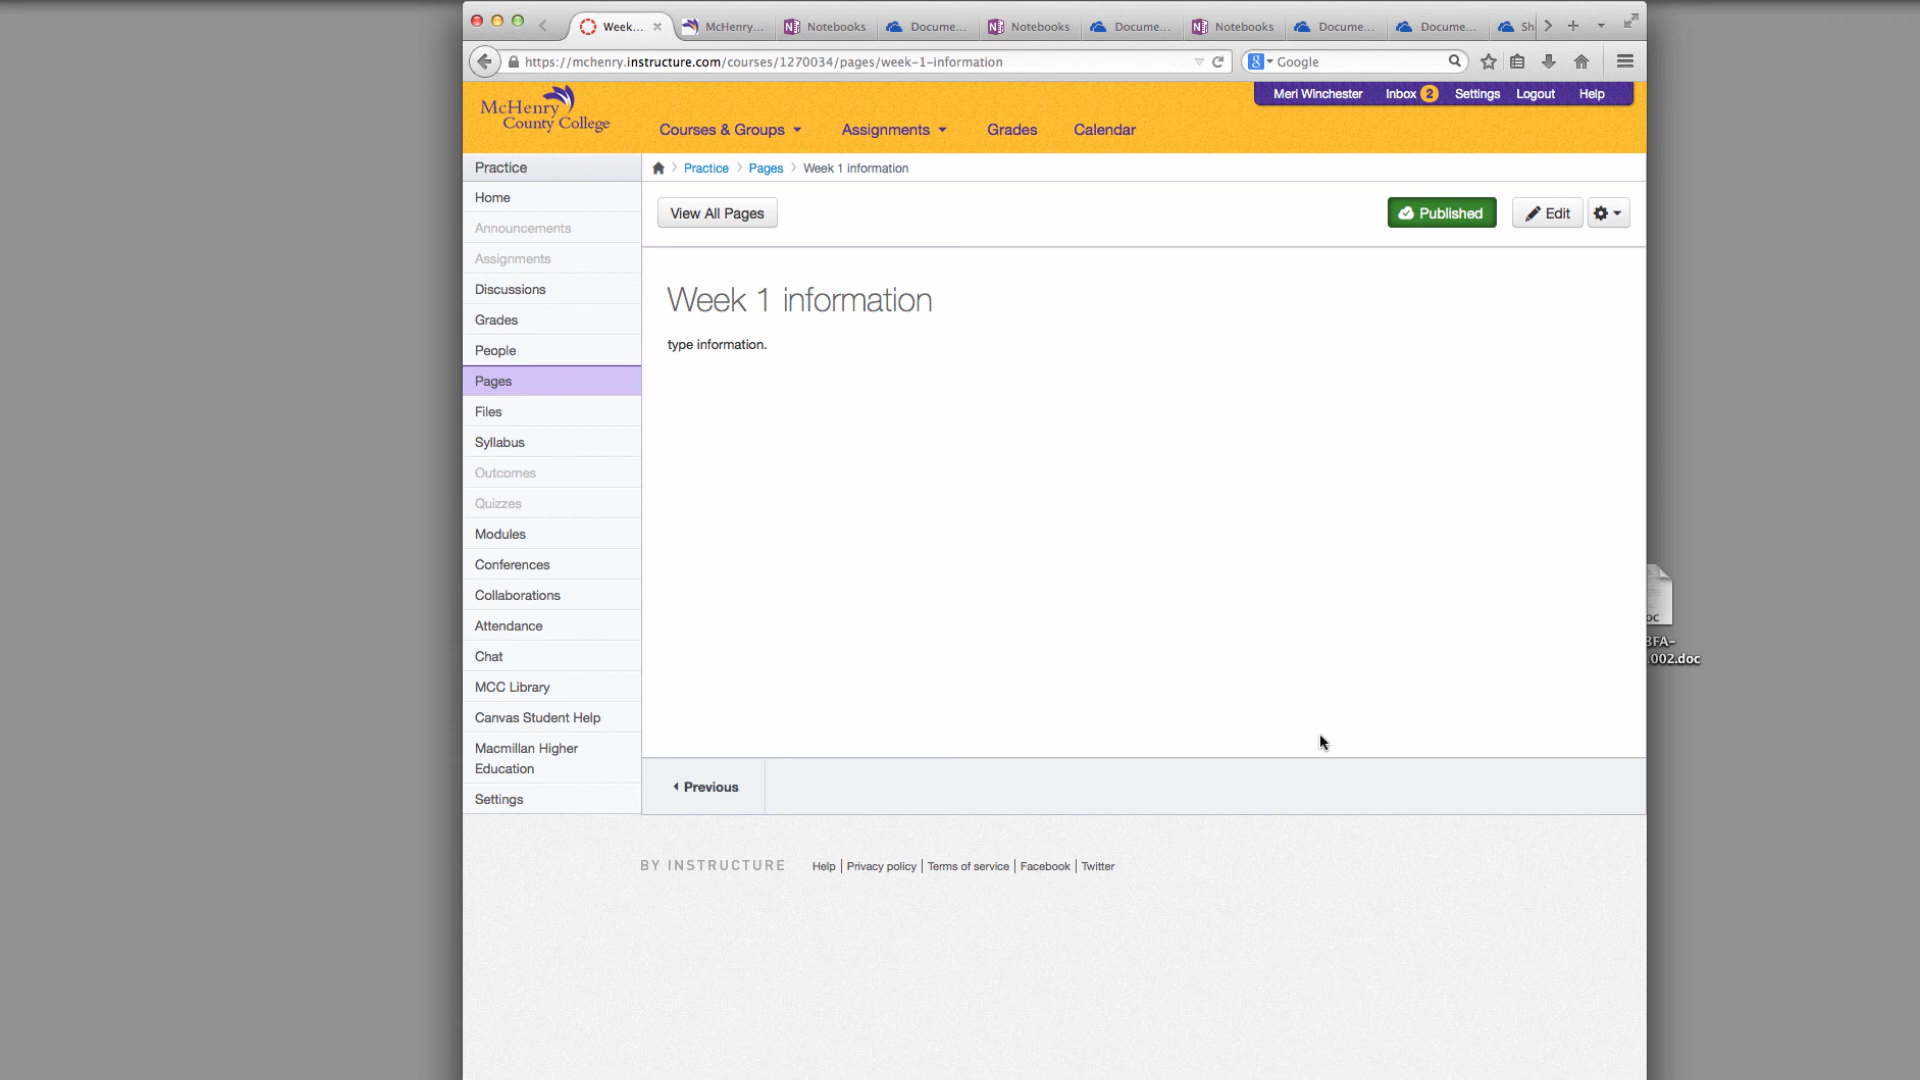 Week...
McHenry...
Notebooks
Docume...
Notebooks
Docume...
Notebooks
Docume...
Docume...
Sh
https://mchenry.instructure.com/courses/1270034/pages/week-1-information
Google
McHenry
County College
Meri Winchester
Inbox 2
Settings
Logout
Help
Courses & Groups
Assignments
Grades
Calendar
Practice
Home
Announcements
Assignments
Discussions
Grades
People
Pages
Files
Syllabus
Outcomes
Quizzes
Modules
Conferences
Collaborations
Attendance
Chat
MCC Library
Canvas Student Help
Macmillan Higher
Education
Settings
Practice
Pages
Week 1 information
View All Pages
Published
Edit
Week 1 information
type information.
Previous
BY INSTRUCTURE
Help | Privacy policy | Terms of service | Facebook | Twitter
002.doc